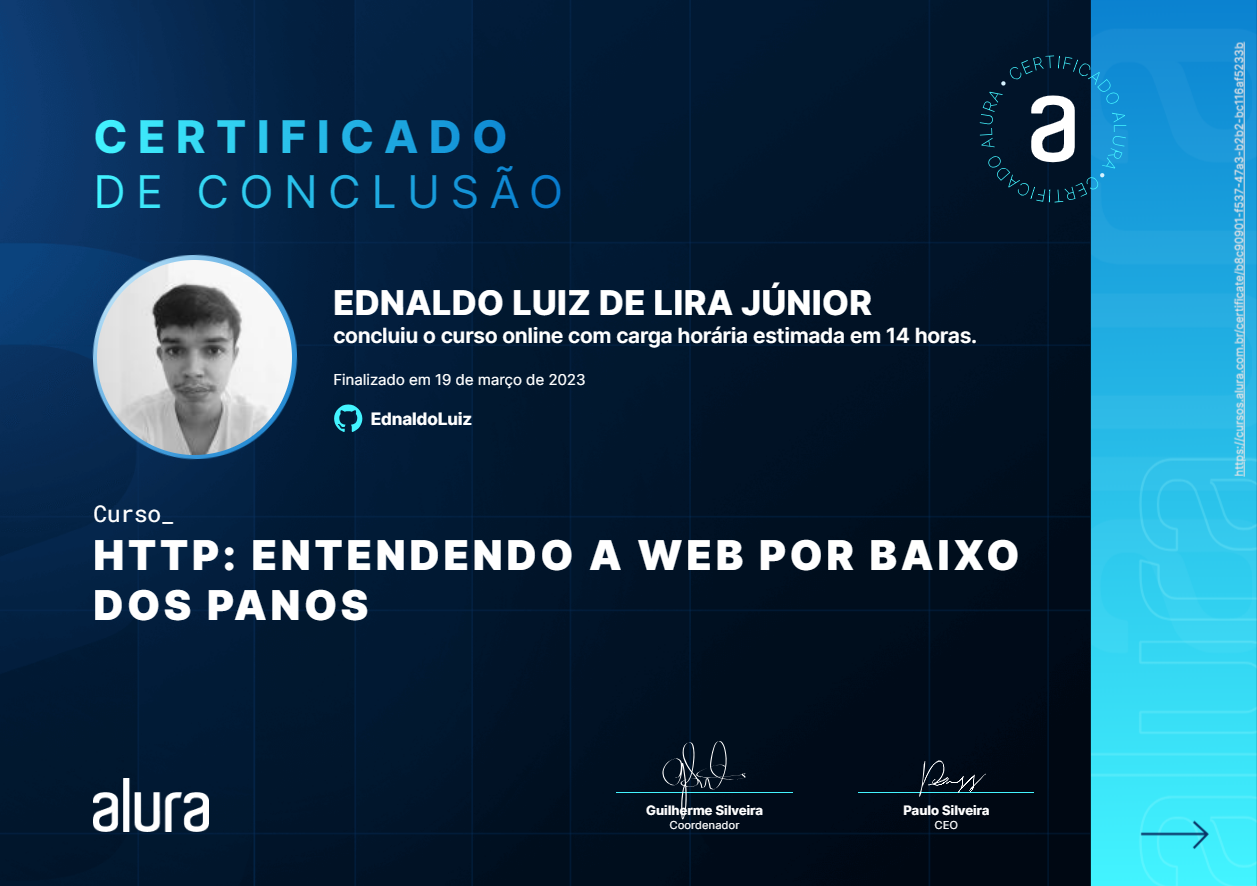 CERTIFICADO
DE CONCLUSÃO
CERTIFICADO ALURA • CERTIFICADO ALURA •
a
EDNALDO LUIZ DE LIRA JÚNIOR
concluiu o curso online com carga horária estimada em 14 horas.
Finalizado em 19 de março de 2023
EdnaldoLuiz
Curso_
HTTP: ENTENDENDO A WEB POR BAIXO
DOS PANOS
alura
Guilherme Silveira
Coordenador
Paulo Silveira
CEO
https://cursos.alura.com.br/certificate/b8c90901-f537-47a3-b2b2-bc116af5233b
alura